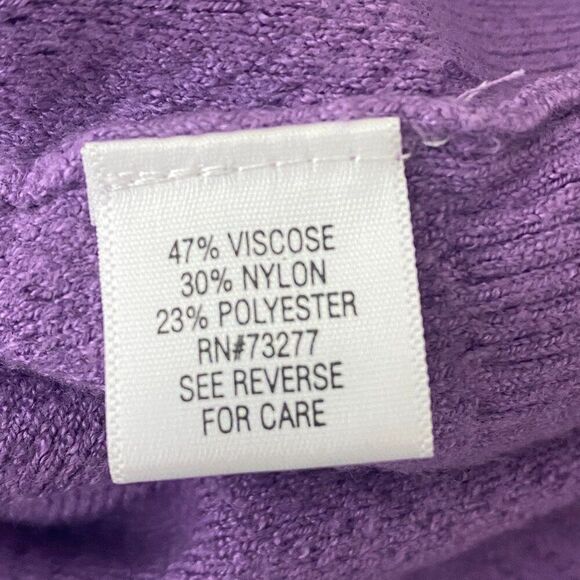 47% VISCOSE
30% NYLON
23% POLYESTER
RN#73277
SEE REVERSE
FOR CARE